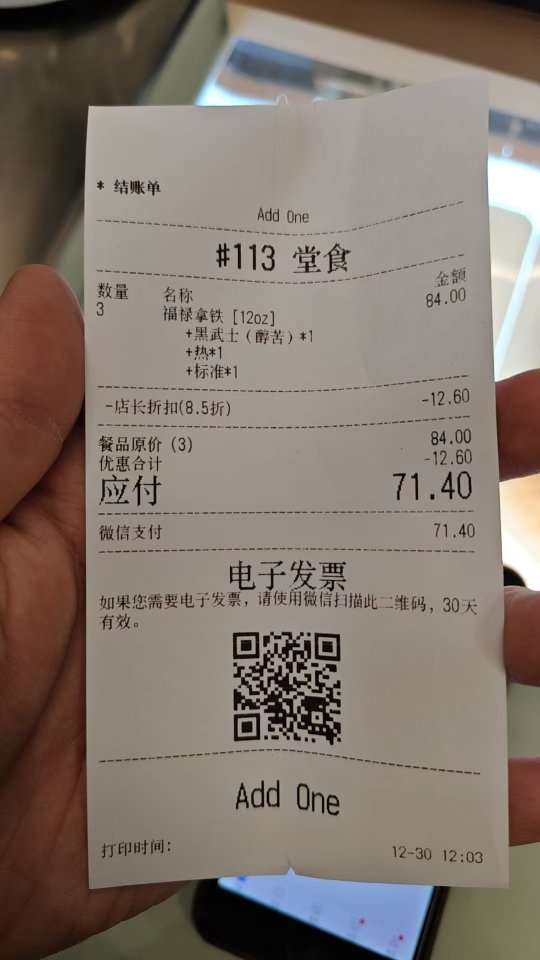 * 结账单
Add One
#113 堂食
数量 名称 金额
3 福禄拿铁 [12oz] 84.00
+黑武士（醇苦）*1
+热*1
+标准*1
-店长折扣(8.5折) -12.60
餐品原价 (3) 84.00
优惠合计 -12.60
应付 71.40
微信支付 71.40
电子发票
如果您需要电子发票，请使用微信扫描此二维码，30天
有效。
Add One
打印时间： 12-30 12:03